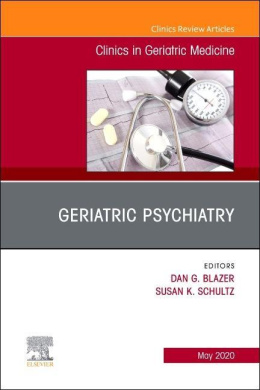 Clinics Review Articles
Clinics in Geriatric Medicine
GERIATRIC PSYCHIATRY
EDITORS
DAN G. BLAZER
SUSAN K. SCHULTZ
ELSEVIER
May 2020